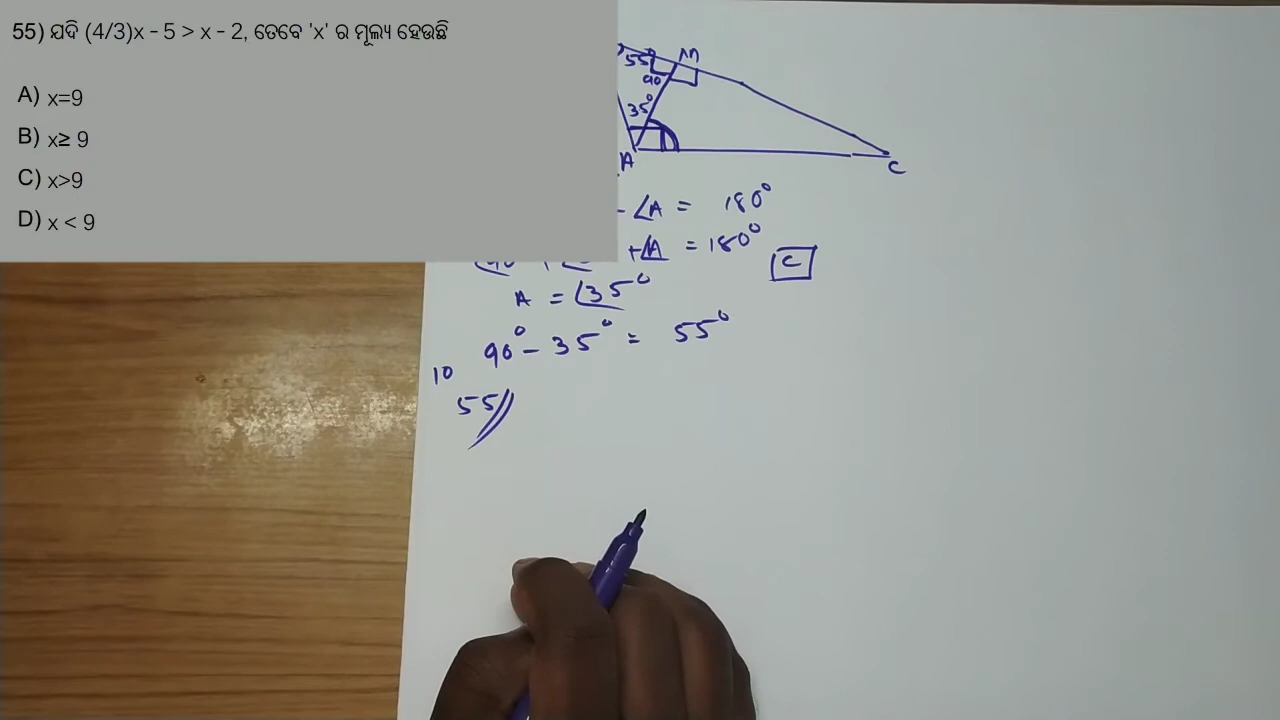 55) ଯଦି (4/3)x - 5 > x - 2, ତେବେ 'x' ର ମୂଲ୍ୟ ହେଉଛି
A) x=9
B) x≥ 9
C) x>9
D) x < 9
55° M
90
35°
A
C
- ∠A = 180°
+∠A = 180°
C
A = ∠35°
90° - 35° = 55°
10
55